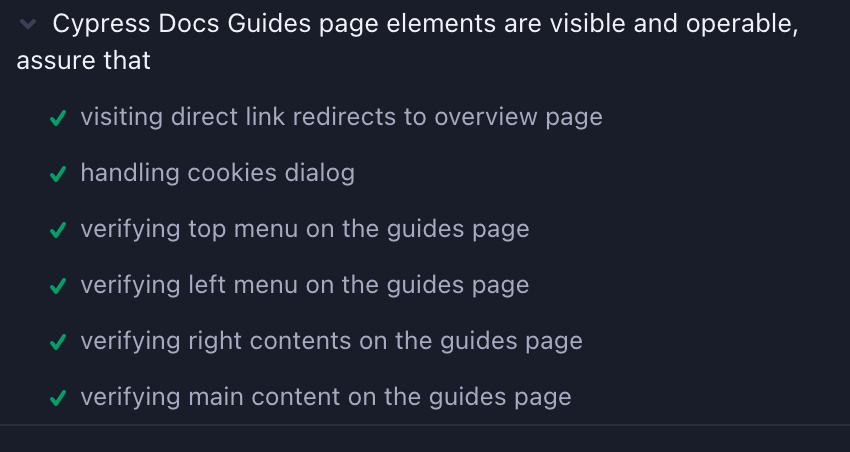 Cypress Docs Guides page elements are visible and operable,
assure that
visiting direct link redirects to overview page
handling cookies dialog
verifying top menu on the guides page
verifying left menu on the guides page
verifying right contents on the guides page
verifying main content on the guides page